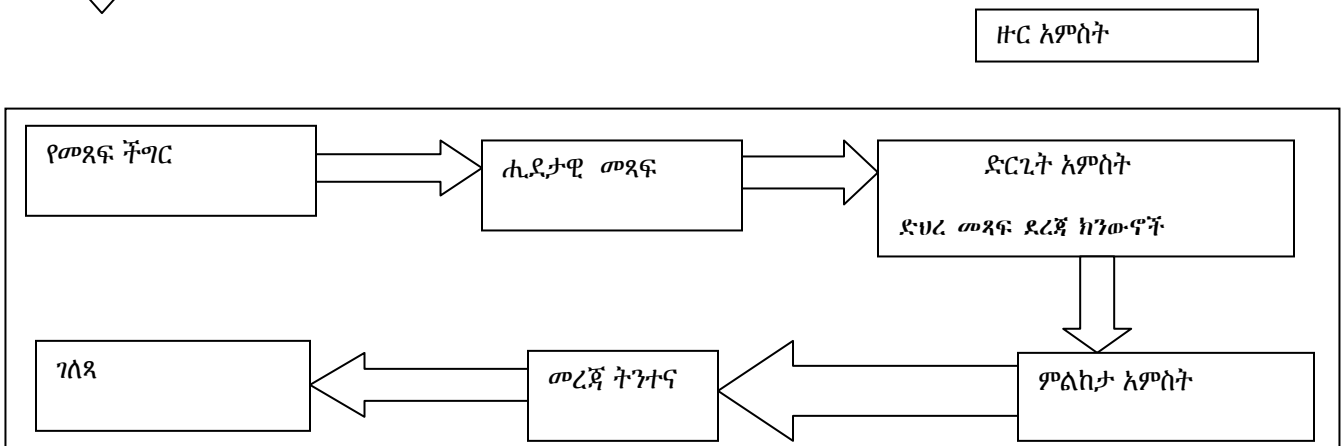 ዙር አምስት
የመጻፍ ችግር
ሒደታዊ መጻፍ
ድርጊት አምስት
ድህረ መጻፍ ደረጃ ክንውኖች
ገለጻ
መረጃ ትንተና
ምልከታ አምስት